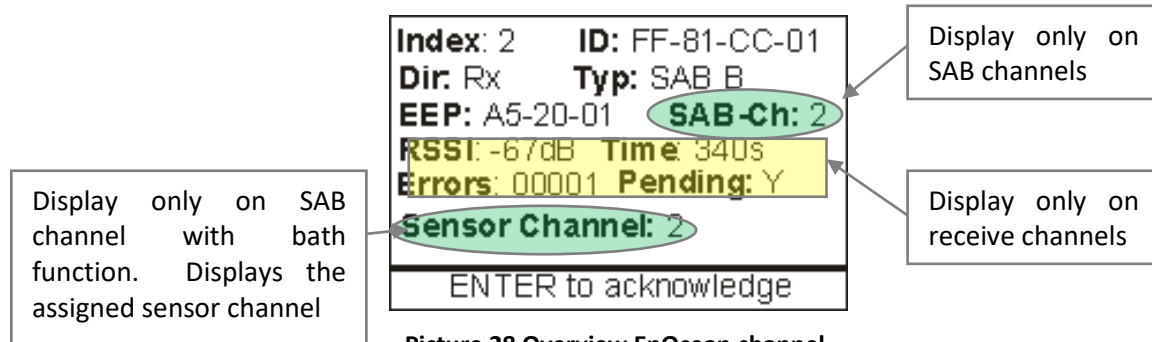 Index: 2 ID: FF-81-CC-01
Dir: Rx Typ: SAB B
EEP: A5-20-01 SAB-Ch: 2
RSSI: -67dB Time: 340s
Errors: 00001 Pending: Y
Sensor Channel: 2
ENTER to acknowledge
Display only on
SAB channels
Display only on
receive channels
Display only on SAB
channel with bath
function. Displays the
assigned sensor channel
Picture 38 Overview EnOcean channel